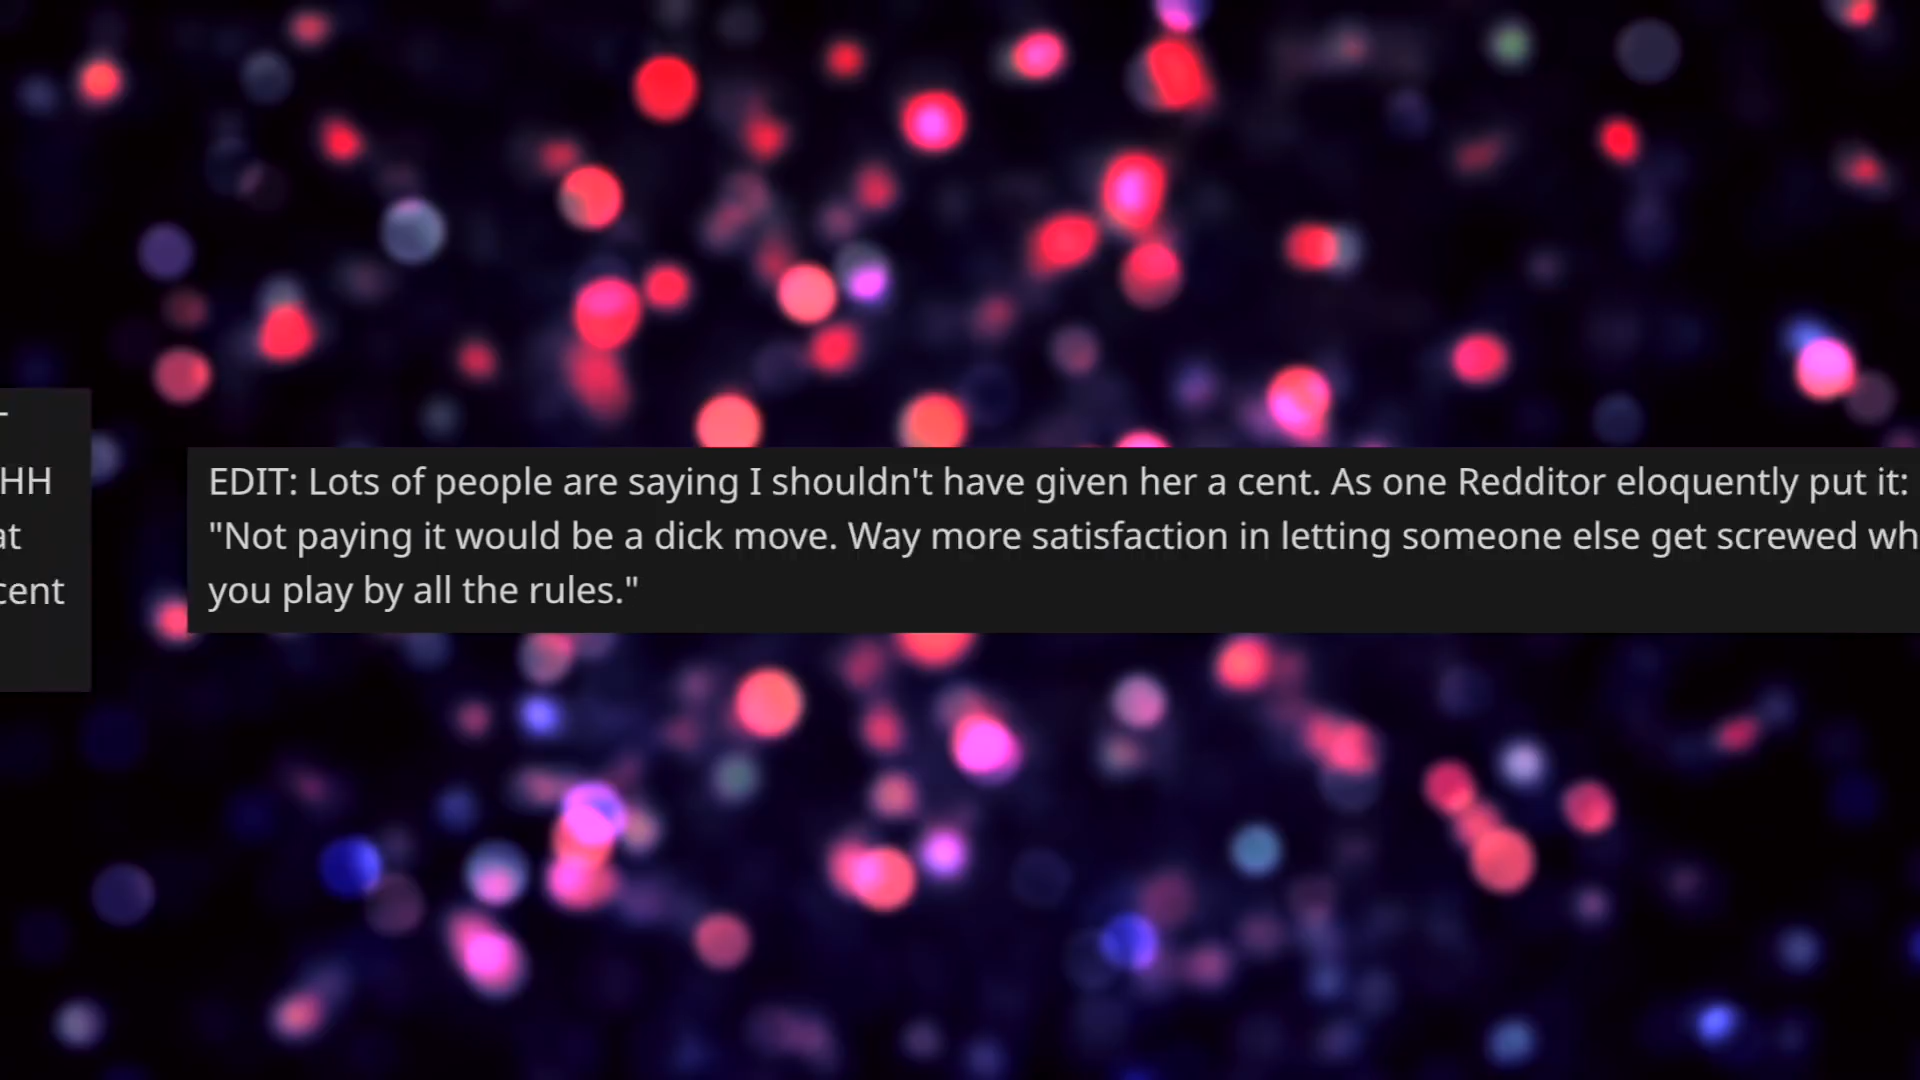 HH
at
cent
EDIT: Lots of people are saying I shouldn't have given her a cent. As one Redditor eloquently put it:
"Not paying it would be a dick move. Way more satisfaction in letting someone else get screwed wh
you play by all the rules."